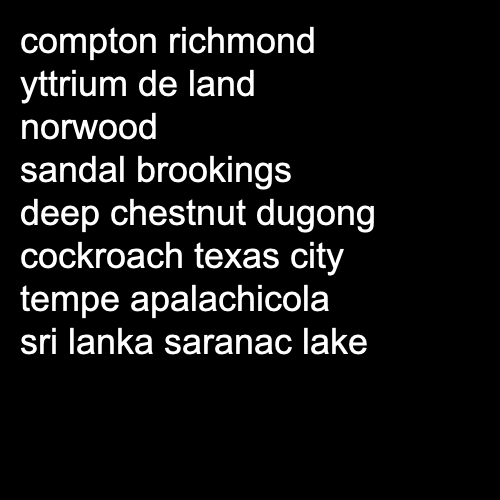 compton richmond
yttrium de land
norwood
sandal brookings
deep chestnut dugong
cockroach texas city
tempe apalachicola
sri lanka saranac lake